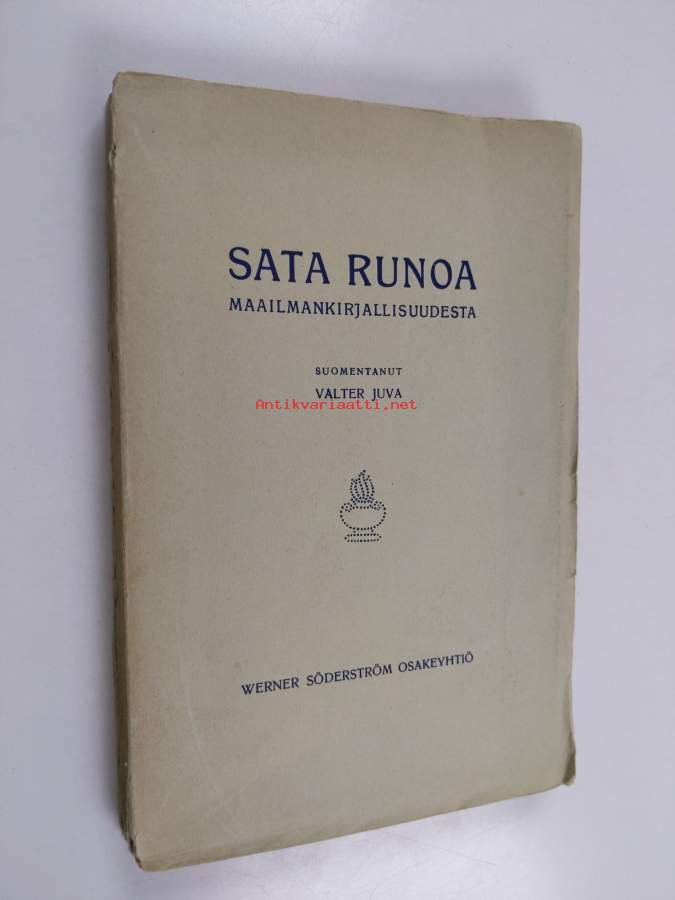 SATA RUNOA
MAAILMANKIRJALLISUUDESTA
SUOMENTANUT
VALTER JUVA
Antikvariaatti.net
WERNER SÖDERSTRÖM OSAKEYHTIÖ